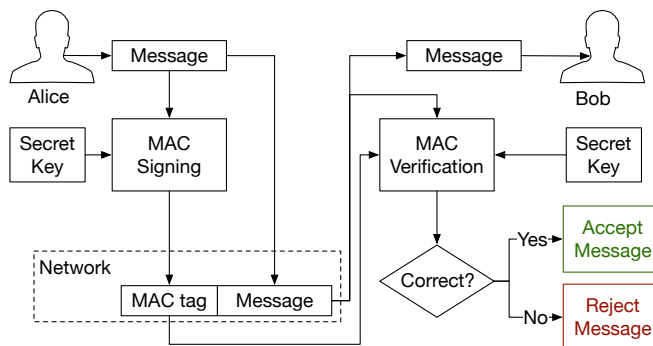 Message
Message
Alice
Bob
Secret
Key
MAC
Signing
MAC
Verification
Secret
Key
Network
MAC tag
Message
Correct?
Yes
No
Accept
Message
Reject
Message